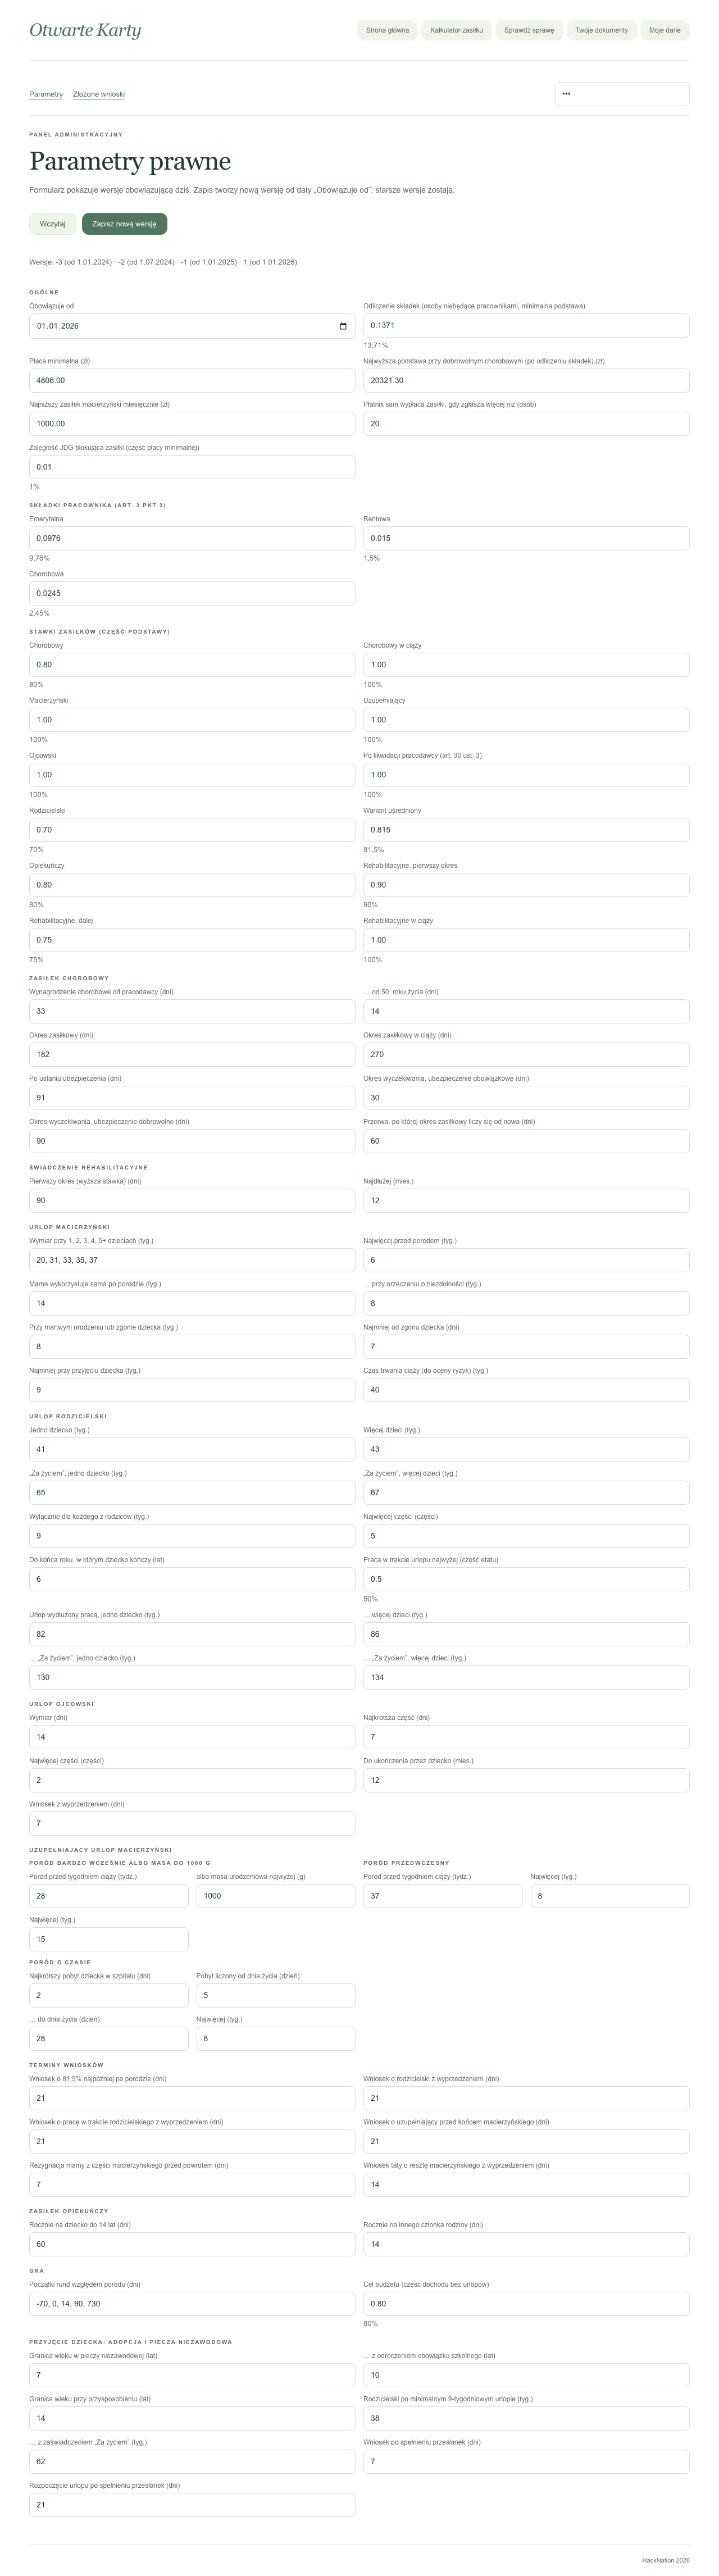 Otwarte Karty
Strona główna
Kalkulator zasiłku
Sprawdź sprawę
Twoje dokumenty
Moje dane
Parametry
Złożone wnioski
•••
PANEL ADMINISTRACYJNY
Parametry prawne
Formularz pokazuje wersję obowiązującą dziś. Zapis tworzy nową wersję od daty „Obowiązuje od”; starsze wersje zostają.
Wczytaj
Zapisz nową wersję
Wersje: -3 (od 1.01.2024) · -2 (od 1.07.2024) · -1 (od 1.01.2025) · 1 (od 1.01.2026)
OGÓLNE
Obowiązuje od
Odliczenie składek (osoby niebędące pracownikami, minimalna podstawa)
01.01.2026
0.1371
13,71%
Płaca minimalna (zł)
Najwyższa podstawa przy dobrowolnym chorobowym (po odliczeniu składek) (zł)
4806.00
20321.30
Najniższy zasiłek macierzyński miesięcznie (zł)
Płatnik sam wypłaca zasiłki, gdy zgłasza więcej niż (osób)
1000.00
20
Zaległość JDG blokująca zasiłki (część płacy minimalnej)
0.01
1%
SKŁADKI PRACOWNIKA (ART. 3 PKT 3)
Emerytalna
Rentowa
0.0976
0.015
9,76%
1,5%
Chorobowa
0.0245
2,45%
STAWKI ZASIŁKÓW (CZĘŚĆ PODSTAWY)
Chorobowy
Chorobowy w ciąży
0.80
1.00
80%
100%
Macierzyński
Uzupełniający
1.00
1.00
100%
100%
Ojcowski
Po likwidacji pracodawcy (art. 30 ust. 3)
1.00
1.00
100%
100%
Rodzicielski
Wariant uśredniony
0.70
0.815
70%
81,5%
Opiekuńczy
Rehabilitacyjne, pierwszy okres
0.80
0.90
80%
90%
Rehabilitacyjne, dalej
Rehabilitacyjne w ciąży
0.75
1.00
75%
100%
ZASIŁEK CHOROBOWY
Wynagrodzenie chorobowe od pracodawcy (dni)
… od 50. roku życia (dni)
33
14
Okres zasiłkowy (dni)
Okres zasiłkowy w ciąży (dni)
182
270
Po ustaniu ubezpieczenia (dni)
Okres wyczekiwania, ubezpieczenie obowiązkowe (dni)
91
30
Okres wyczekiwania, ubezpieczenie dobrowolne (dni)
Przerwa, po której okres zasiłkowy liczy się od nowa (dni)
90
60
ŚWIADCZENIE REHABILITACYJNE
Pierwszy okres (wyższa stawka) (dni)
Najdłużej (mies.)
90
12
URLOP MACIERZYŃSKI
Wymiar przy 1, 2, 3, 4, 5+ dzieciach (tyg.)
Najwięcej przed porodem (tyg.)
20, 31, 33, 35, 37
6
Mama wykorzystuje sama po porodzie (tyg.)
… przy orzeczeniu o niezdolności (tyg.)
14
8
Przy martwym urodzeniu lub zgonie dziecka (tyg.)
Najmniej od zgonu dziecka (dni)
8
7
Najmniej przy przyjęciu dziecka (tyg.)
Czas trwania ciąży (do oceny ryzyk) (tyg.)
9
40
URLOP RODZICIELSKI
Jedno dziecko (tyg.)
Więcej dzieci (tyg.)
41
43
„Za życiem”, jedno dziecko (tyg.)
„Za życiem”, więcej dzieci (tyg.)
65
67
Wyłącznie dla każdego z rodziców (tyg.)
Najwięcej części (części)
9
5
Do końca roku, w którym dziecko kończy (lat)
Praca w trakcie urlopu najwyżej (część etatu)
6
0.5
50%
Urlop wydłużony pracą, jedno dziecko (tyg.)
… więcej dzieci (tyg.)
82
86
… „Za życiem”, jedno dziecko (tyg.)
… „Za życiem”, więcej dzieci (tyg.)
130
134
URLOP OJCOWSKI
Wymiar (dni)
Najkrótsza część (dni)
14
7
Najwięcej części (części)
Do ukończenia przez dziecko (mies.)
2
12
Wniosek z wyprzedzeniem (dni)
7
UZUPEŁNIAJĄCY URLOP MACIERZYŃSKI
PORÓD BARDZO WCZEŚNIE ALBO MASA DO 1000 G
PORÓD PRZEDWCZESNY
Poród przed tygodniem ciąży (tydz.)
albo masa urodzeniowa najwyżej (g)
Poród przed tygodniem ciąży (tydz.)
Najwięcej (tyg.)
28
1000
37
8
Najwięcej (tyg.)
15
PORÓD O CZASIE
Najkrótszy pobyt dziecka w szpitalu (dni)
Pobyt liczony od dnia życia (dzień)
2
5
… do dnia życia (dzień)
Najwięcej (tyg.)
28
8
TERMINY WNIOSKÓW
Wniosek o 81,5% najpóźniej po porodzie (dni)
Wniosek o rodzicielski z wyprzedzeniem (dni)
21
21
Wniosek o pracę w trakcie rodzicielskiego z wyprzedzeniem (dni)
Wniosek o uzupełniający przed końcem macierzyńskiego (dni)
21
21
Rezygnacja mamy z części macierzyńskiego przed powrotem (dni)
Wniosek taty o resztę macierzyńskiego z wyprzedzeniem (dni)
7
14
ZASIŁEK OPIEKUŃCZY
Rocznie na dziecko do 14 lat (dni)
Rocznie na innego członka rodziny (dni)
60
14
GRA
Początki rund względem porodu (dni)
Cel budżetu (część dochodu bez urlopów)
-70, 0, 14, 90, 730
0.80
80%
PRZYJĘCIE DZIECKA: ADOPCJA I PIECZA NIEZAWODOWA
Granica wieku w pieczy niezawodowej (lat)
… z odroczeniem obowiązku szkolnego (lat)
7
10
Granica wieku przy przysposobieniu (lat)
Rodzicielski po minimalnym 9-tygodniowym urlopie (tyg.)
14
38
… z zaświadczeniem „Za życiem” (tyg.)
Wniosek po spełnieniu przesłanek (dni)
62
7
Rozpoczęcie urlopu po spełnieniu przesłanek (dni)
21
HackNation 2026